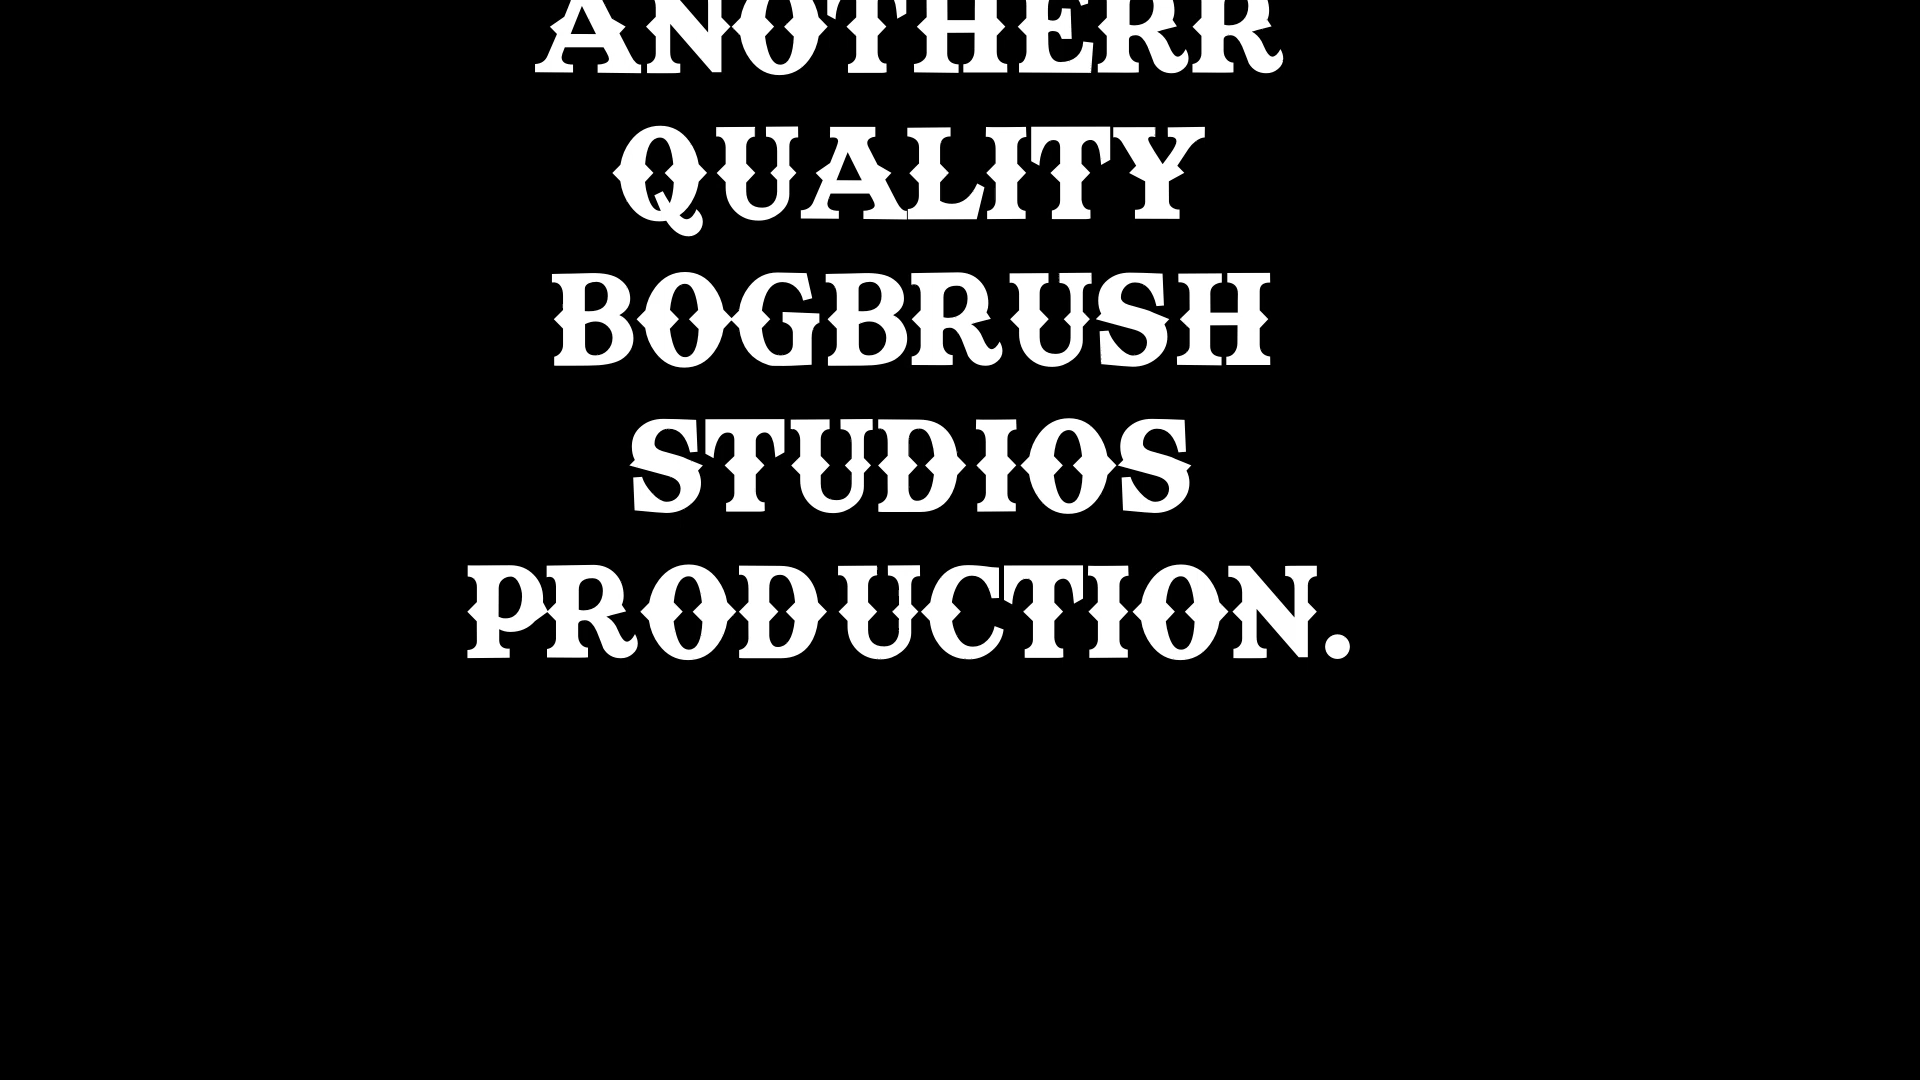 ANOTHERR
QUALITY
BOGBRUSH
STUDIOS
PRODUCTION.